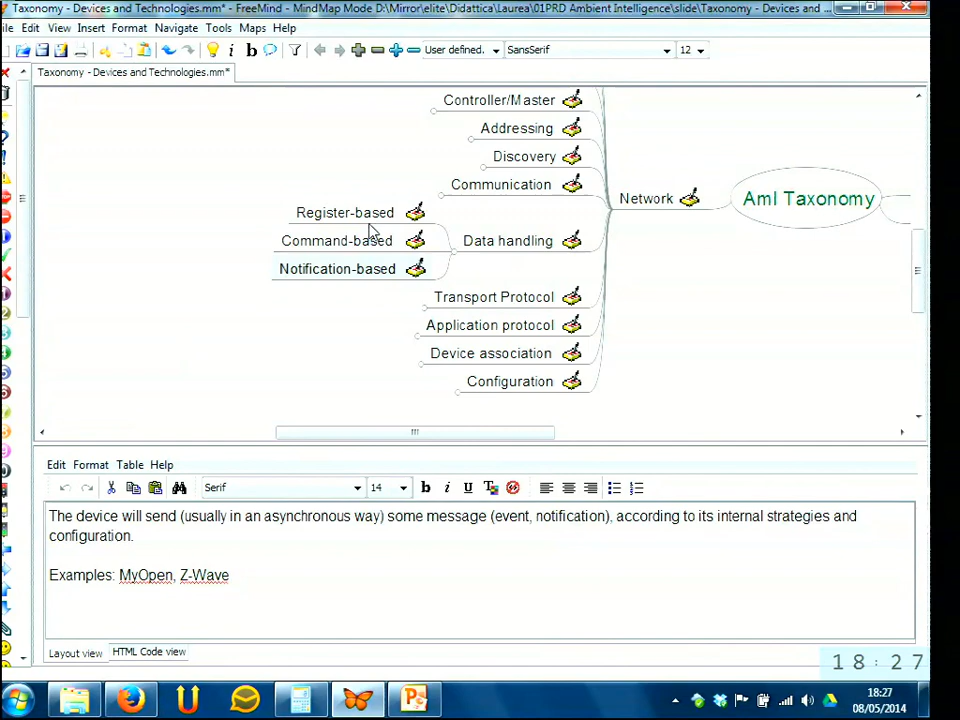 Taxonomy - Devices and Technologies.mm* - FreeMind - MindMap Mode D:\Mirror\elite\Didattica\Laurea\01PRD Ambient Intelligence\slide\Taxonomy - Devices and ...
File Edit View Insert Format Navigate Tools Maps Help
User defined. SansSerif 12
Taxonomy - Devices and Technologies.mm*
Controller/Master
Addressing
Discovery
Communication
Network
AmI Taxonomy
Register-based
Command-based
Data handling
Notification-based
Transport Protocol
Application protocol
Device association
Configuration
Edit Format Table Help
Serif 14
The device will send (usually in an asynchronous way) some message (event, notification), according to its internal strategies and
configuration.
Examples: MyOpen, Z-Wave
Layout view HTML Code view
18:27
18:27
08/05/2014